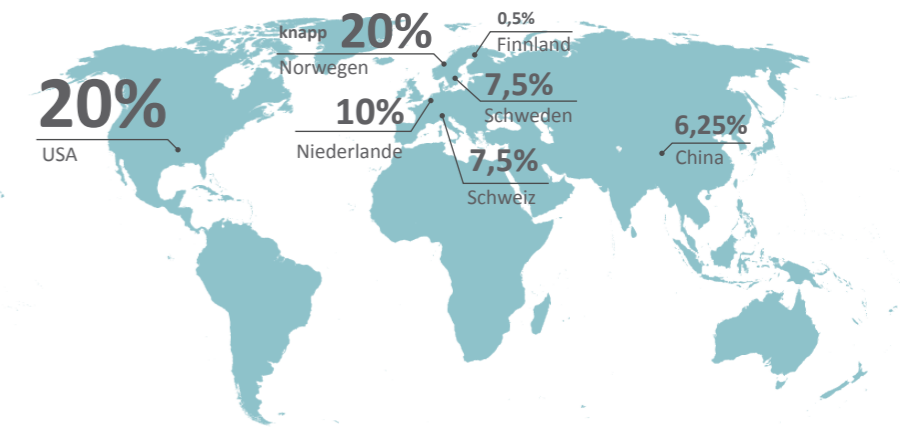 20%
USA
knapp 20%
Norwegen
0,5%
Finnland
7,5%
Schweden
10%
Niederlande
7,5%
Schweiz
6,25%
China